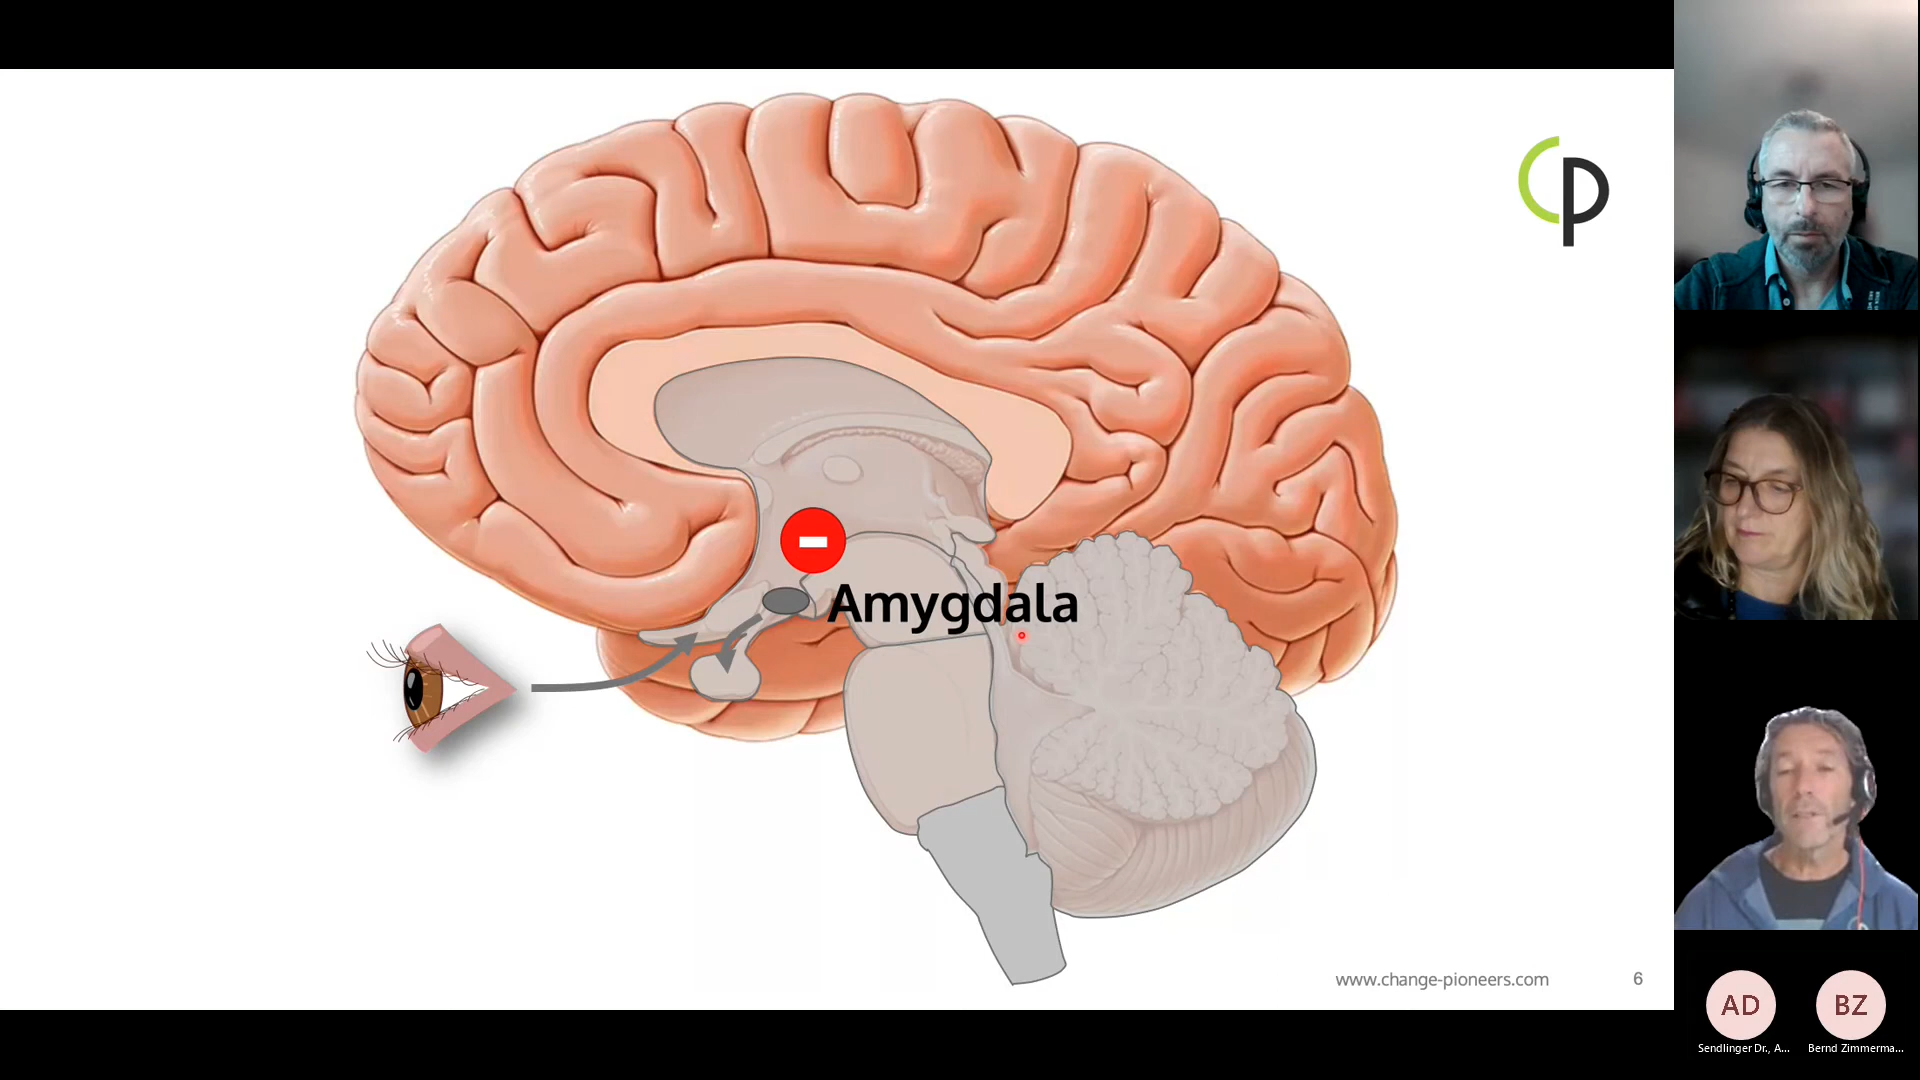 Amygdala
www.change-pioneers.com
6
AD
BZ
Sendlinger Dr., A...
Bernd Zimmerma...